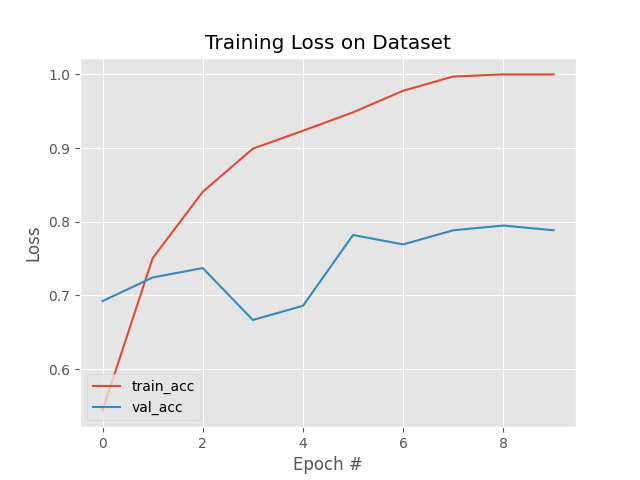 Training Loss on Dataset
1.0
0.9
0.8
0.7
0.6
Loss
train_acc
val_acc
0 2 4 6 8
Epoch #